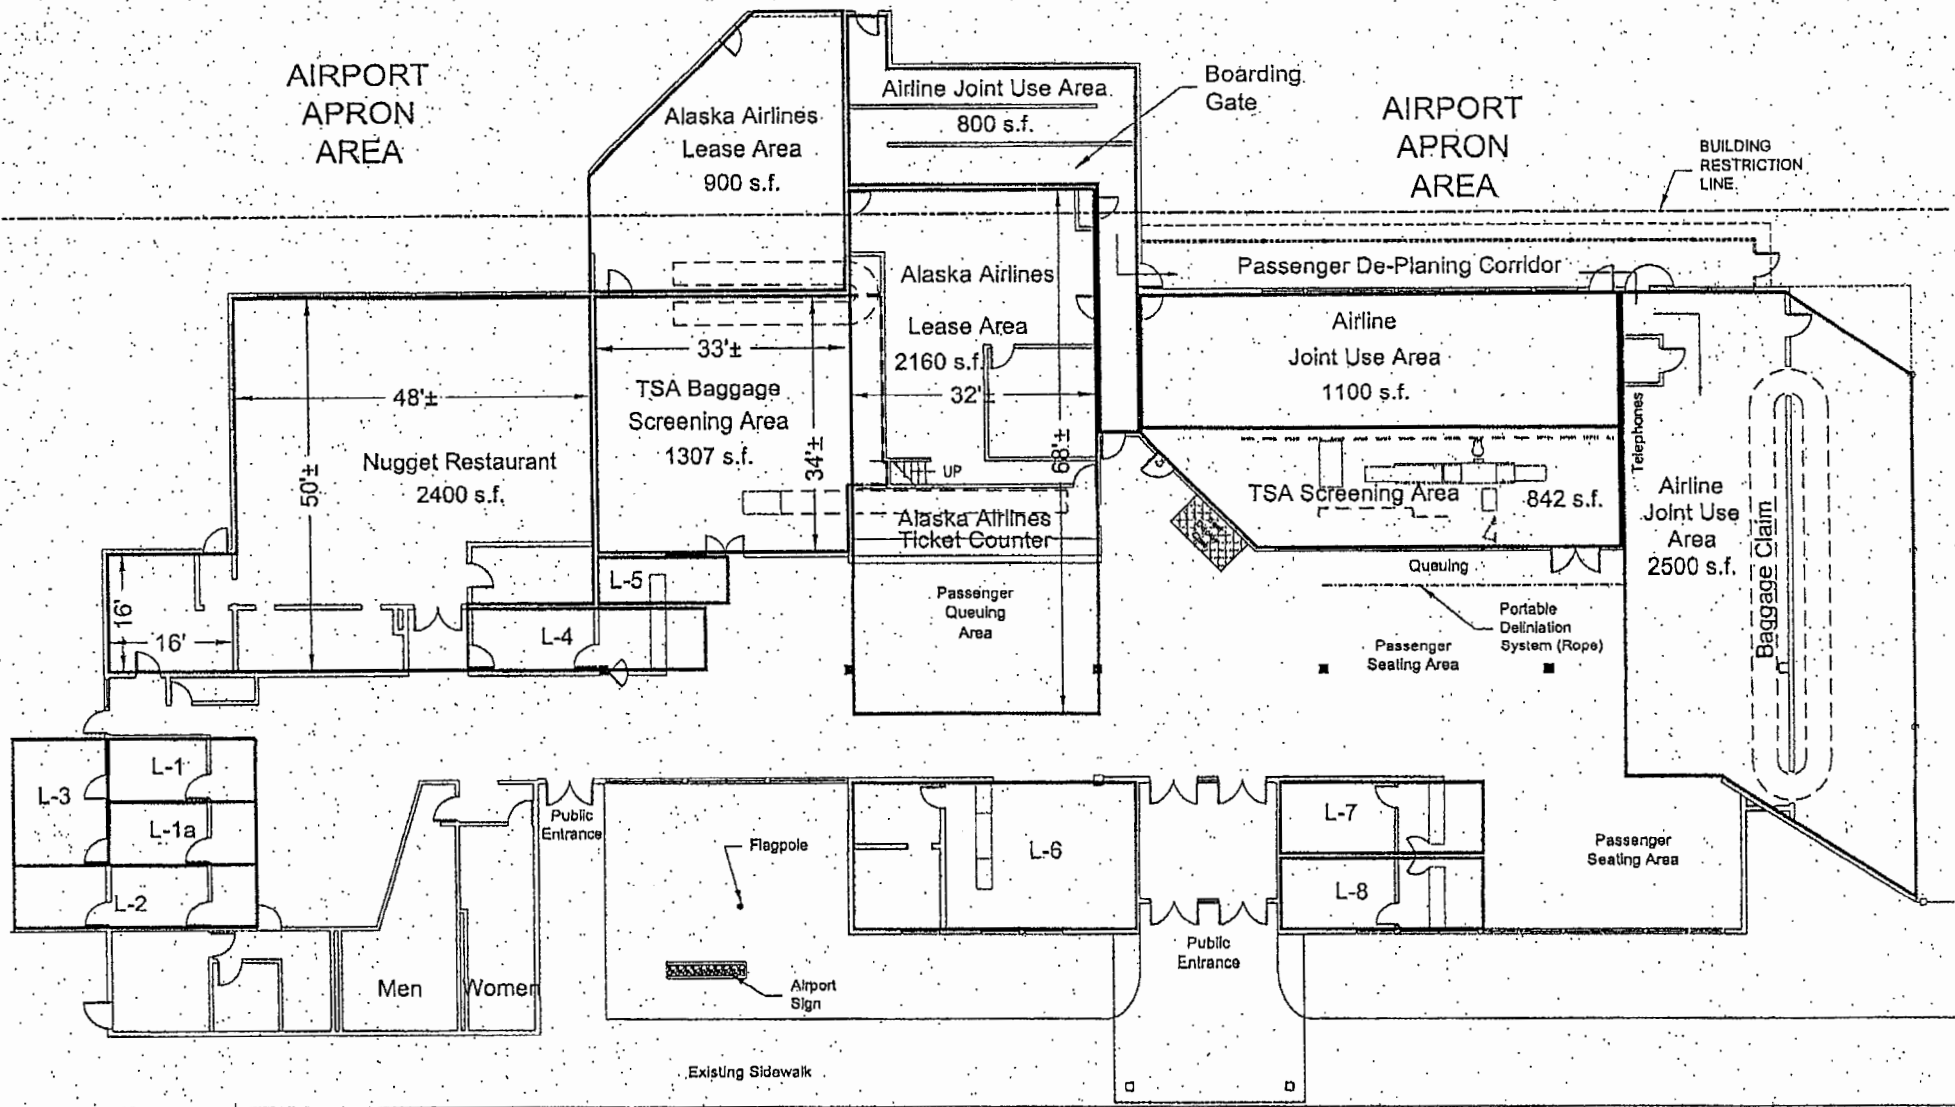 AIRPORT
APRON
AREA
Alaska Airlines
Lease Area
900 s.f.
Airline Joint Use Area
800 s.f.
Boarding
Gate
AIRPORT
APRON
AREA
BUILDING
RESTRICTION
LINE
Passenger De-Planing Corridor
Alaska Airlines
Lease Area
2160 s.f.
32'
68'±
UP
Alaska Airlines
Ticket Counter
Passenger
Queuing
Area
33'±
TSA Baggage
Screening Area
1307 s.f.
34'±
48'±
Nugget Restaurant
2400 s.f.
50'±
16'
16'
L-5
L-4
Airline
Joint Use Area
1100 s.f.
TSA Screening Area
842 s.f.
Telephones
Airline
Joint Use
Area
2500 s.f.
Baggage Claim
Queuing
Portable
Deliniation
System (Rope)
Passenger
Seating Area
L-1
L-3
L-1a
L-2
Men
Women
Public
Entrance
Flagpole
Airport
Sign
L-6
L-7
L-8
Public
Entrance
Passenger
Seating Area
Existing Sidewalk